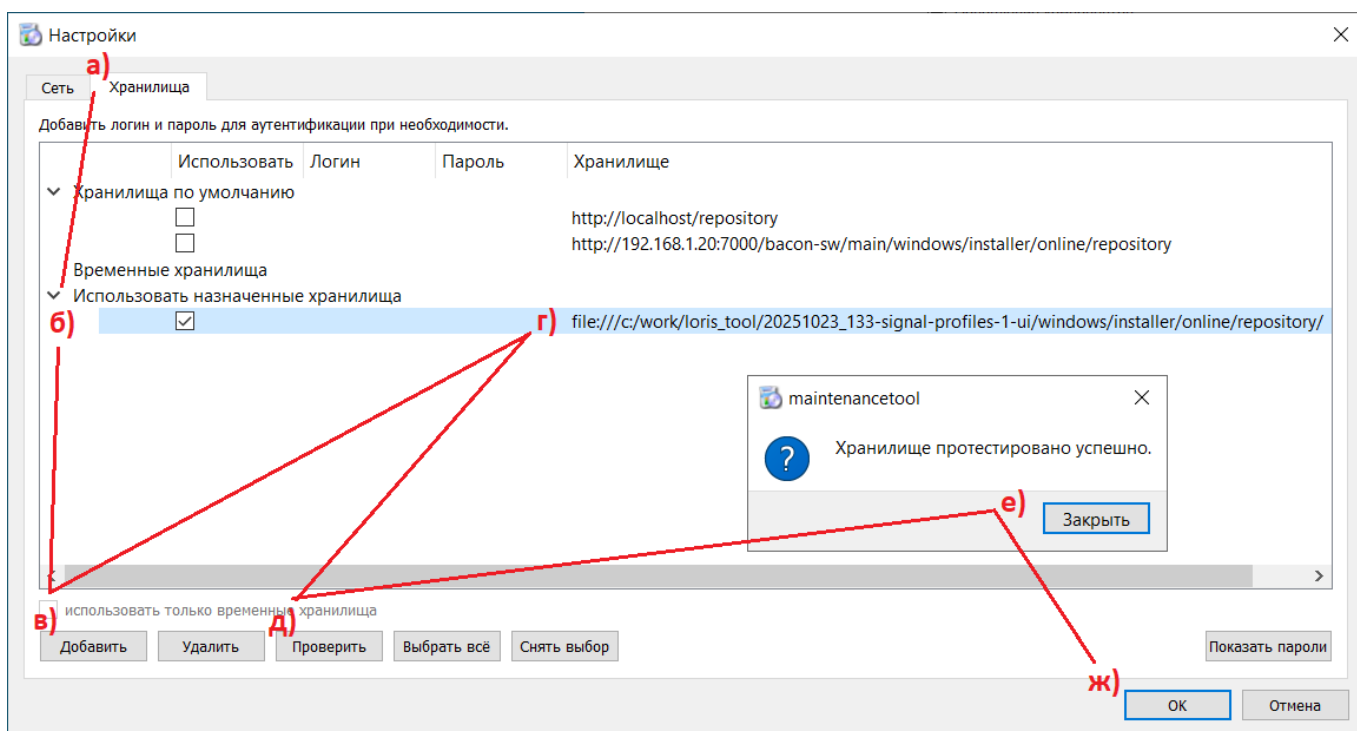 Настройки
а)
Сеть Хранилища
Добавить логин и пароль для аутентификации при необходимости.
Использовать Логин Пароль Хранилище
Хранилища по умолчанию
http://localhost/repository
http://192.168.1.20:7000/bacon-sw/main/windows/installer/online/repository
Временные хранилища
Использовать назначенные хранилища
б) г) file:///c:/work/loris_tool/20251023_133-signal-profiles-1-ui/windows/installer/online/repository/
maintenancetool
Хранилище протестировано успешно.
е)
Закрыть
использовать только временные хранилища
в) д)
Добавить Удалить Проверить Выбрать всё Снять выбор Показать пароли
ж)
OK Отмена